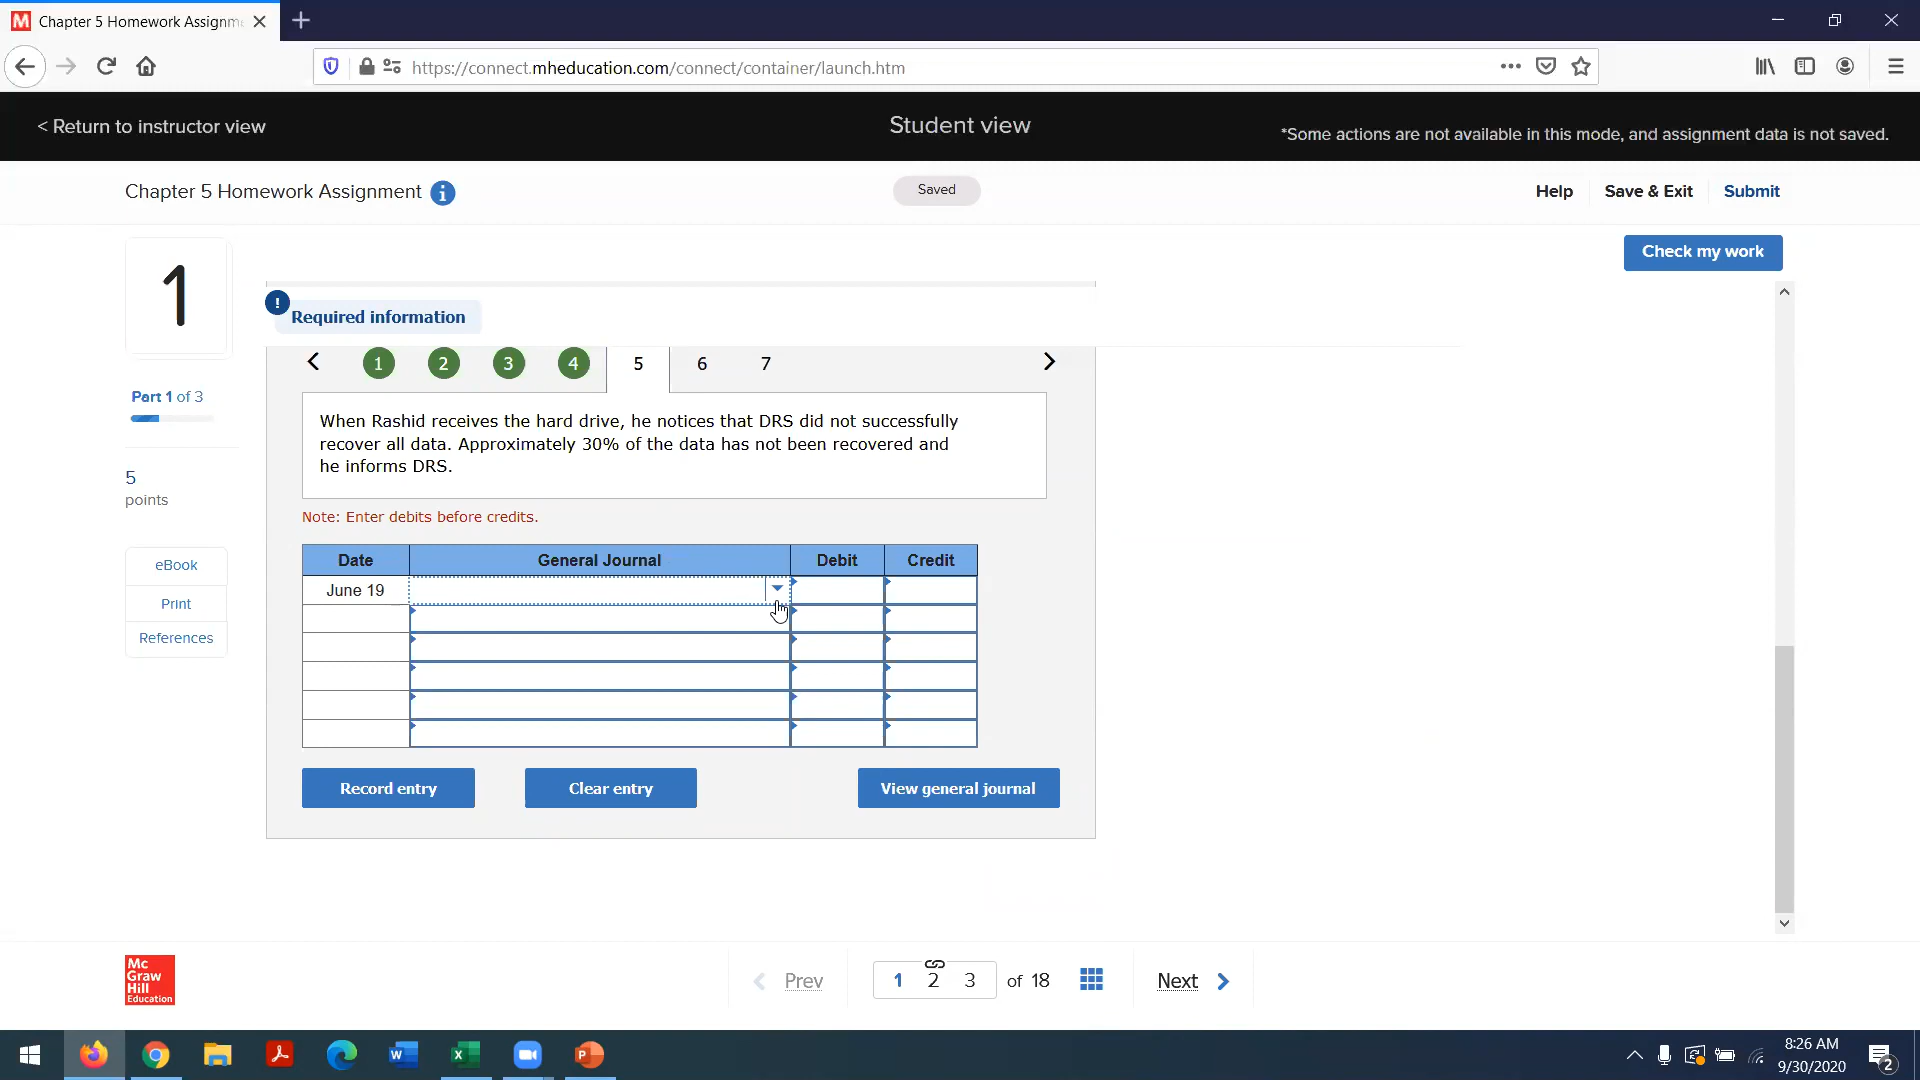 Chapter 5 Homework Assignm
https://connect.mheducation.com/connect/container/launch.htm
< Return to instructor view
Student view
*Some actions are not available in this mode, and assignment data is not saved.
Chapter 5 Homework Assignment i
Saved
Help
Save & Exit
Submit
1
Check my work
!
Required information
1 2 3 4 5 6 7
Part 1 of 3
When Rashid receives the hard drive, he notices that DRS did not successfully
recover all data. Approximately 30% of the data has not been recovered and
he informs DRS.
5
points
Note: Enter debits before credits.
eBook
Print
References
Date General Journal Debit Credit
June 19
Record entry
Clear entry
View general journal
Mc
Graw
Hill
Education
Prev
1 2 3 of 18
Next
8:26 AM
9/30/2020
2